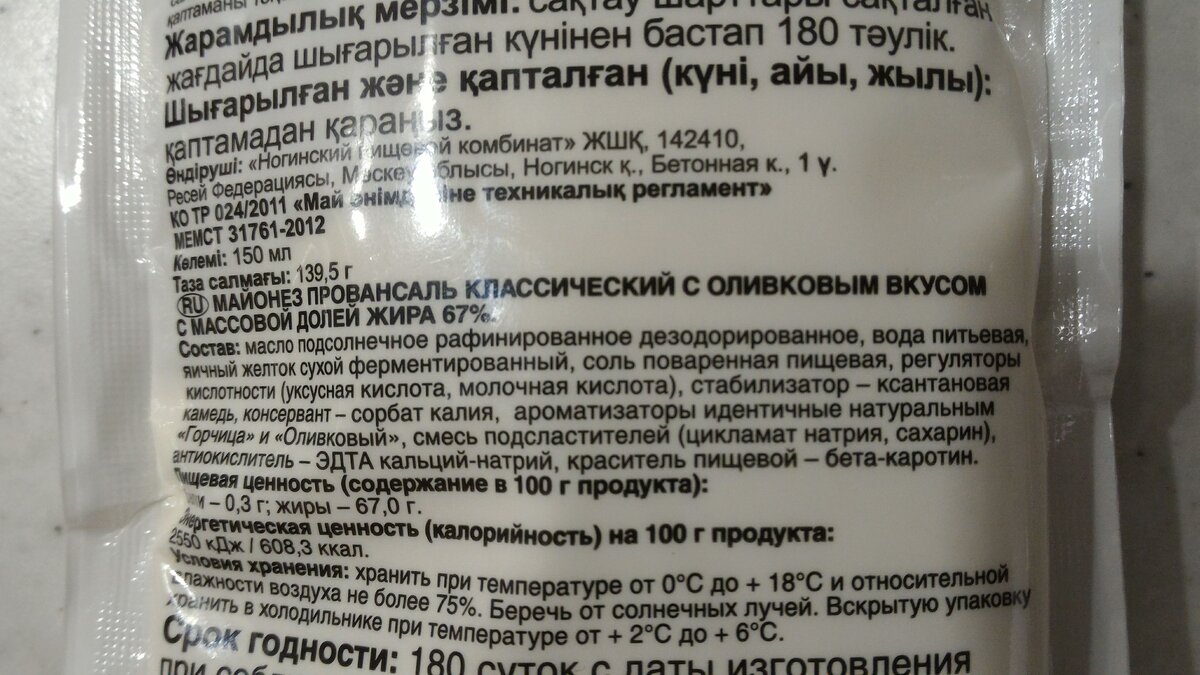 қаптаманы
Жарамдылық мерзімі: сақтау шарттары сақталған
жағдайда шығарылған күнінен бастап 180 тәулік.
Шығарылған және қапталған (күні, айы, жылы):
қаптамадан қараңыз.
Өндіруші: «Ногинский пищевой комбинат» ЖШҚ, 142410,
Ресей Федерациясы, Мәскеу облысы, Ногинск қ., Бетонная к., 1 ү.
КО ТР 024/2011 «Май өнімдеріне техникалық регламент»
МЕМСТ 31761-2012
Көлемі: 150 мл
Таза салмағы: 139,5 г
RU МАЙОНЕЗ ПРОВАНСАЛЬ КЛАССИЧЕСКИЙ С ОЛИВКОВЫМ ВКУСОМ
С МАССОВОЙ ДОЛЕЙ ЖИРА 67%.
Состав: масло подсолнечное рафинированное дезодорированное, вода питьевая,
яичный желток сухой ферментированный, соль поваренная пищевая, регуляторы
кислотности (уксусная кислота, молочная кислота), стабилизатор – ксантановая
камедь, консервант – сорбат калия, ароматизаторы идентичные натуральным
«Горчица» и «Оливковый», смесь подсластителей (цикламат натрия, сахарин),
антиокислитель – ЭДТА кальций-натрий, краситель пищевой – бета-каротин.
Пищевая ценность (содержание в 100 г продукта):
– 0,3 г; жиры – 67,0 г.
Энергетическая ценность (калорийность) на 100 г продукта:
2550 кДж / 608,3 ккал.
Условия хранения: хранить при температуре от 0°С до + 18°С и относительной
влажности воздуха не более 75%. Беречь от солнечных лучей. Вскрытую упаковку
хранить в холодильнике при температуре от + 2°С до + 6°С.
Срок годности: 180 суток с даты изготовления
при